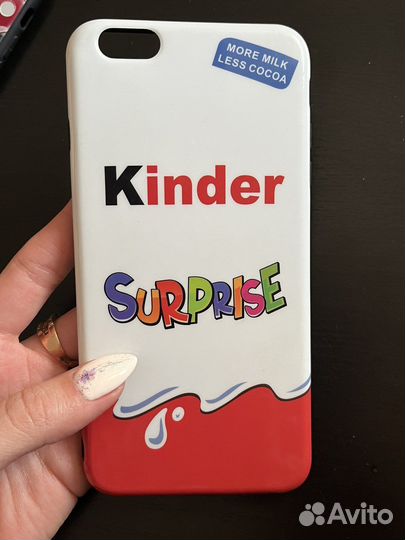 MORE MILK
LESS COCOA
Kinder
SURPRISE
Avito